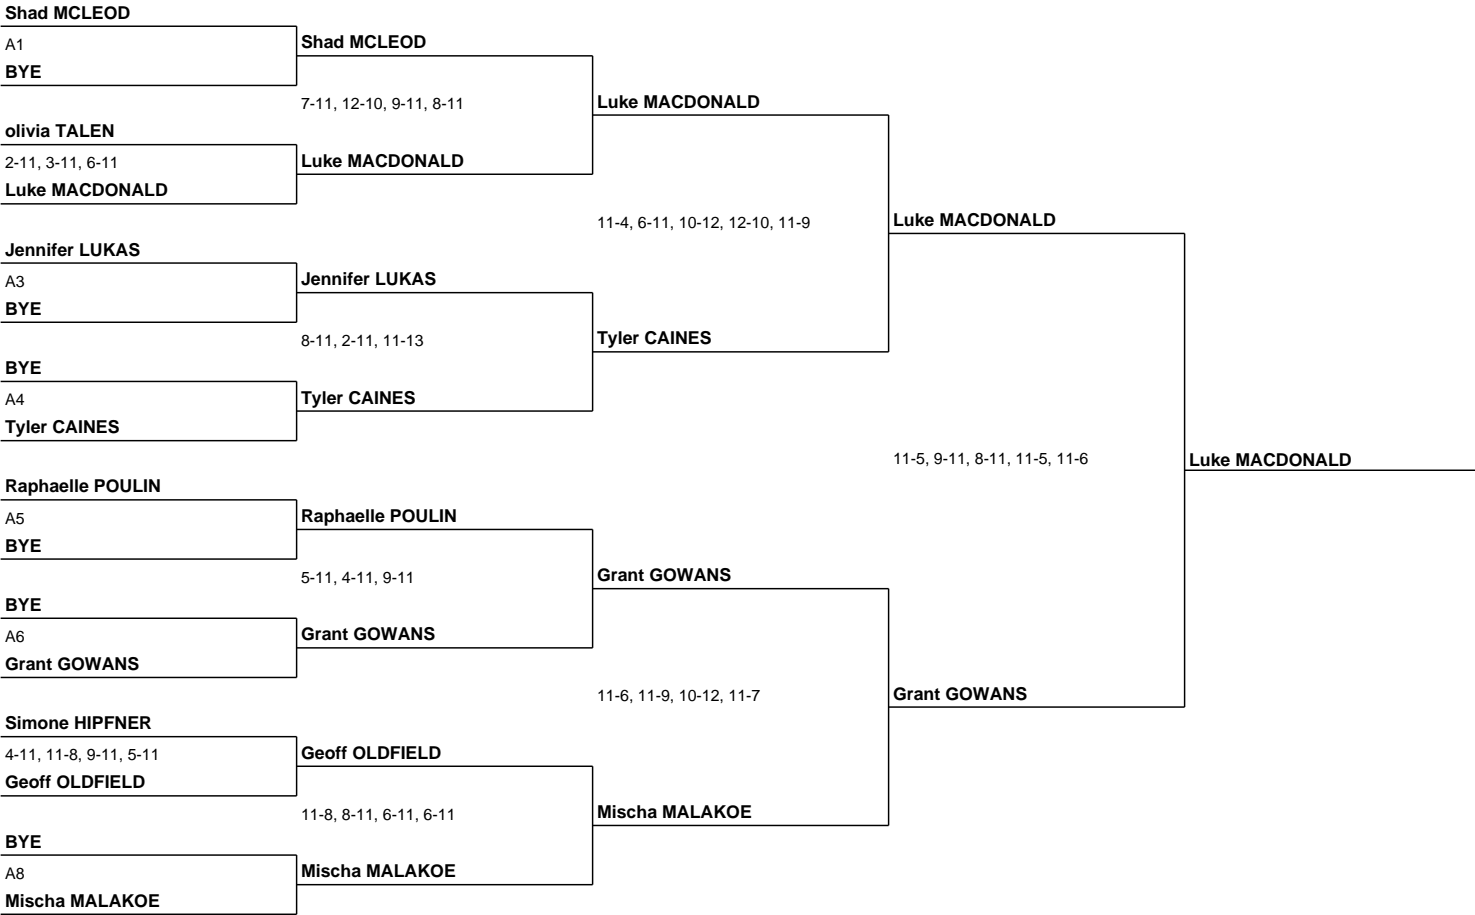 Shad MCLEOD
A1
BYE
olivia TALEN
2-11, 3-11, 6-11
Luke MACDONALD
Jennifer LUKAS
A3
BYE
BYE
A4
Tyler CAINES
Raphaelle POULIN
A5
BYE
BYE
A6
Grant GOWANS
Simone HIPFNER
4-11, 11-8, 9-11, 5-11
Geoff OLDFIELD
BYE
A8
Mischa MALAKOE
Shad MCLEOD
7-11, 12-10, 9-11, 8-11
Luke MACDONALD
Jennifer LUKAS
8-11, 2-11, 11-13
Tyler CAINES
Raphaelle POULIN
5-11, 4-11, 9-11
Grant GOWANS
Geoff OLDFIELD
11-8, 8-11, 6-11, 6-11
Mischa MALAKOE
Luke MACDONALD
11-4, 6-11, 10-12, 12-10, 11-9
Tyler CAINES
Grant GOWANS
11-6, 11-9, 10-12, 11-7
Mischa MALAKOE
Luke MACDONALD
11-5, 9-11, 8-11, 11-5, 11-6
Grant GOWANS
Luke MACDONALD